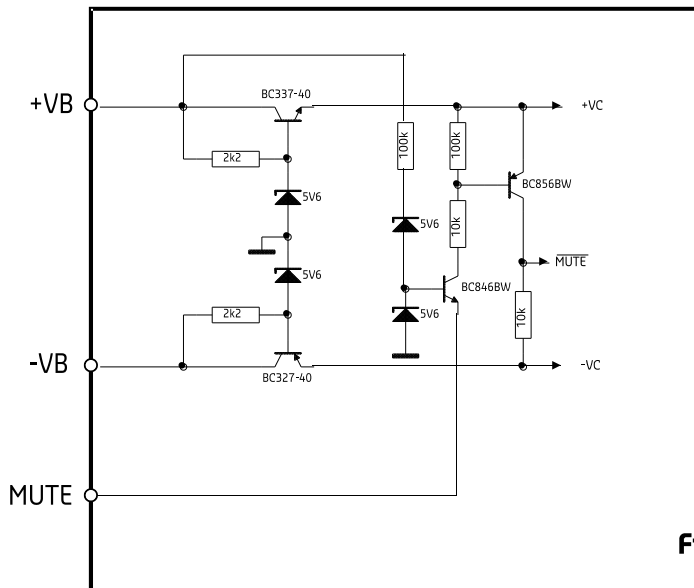 BC337-40
+VB
+VC
100k
100k
2k2
BC856BW
5V6
10k
5V6
MUTE
5V6
BC846BW
2k2
5V6
10k
-VB
-VC
BC327-40
MUTE